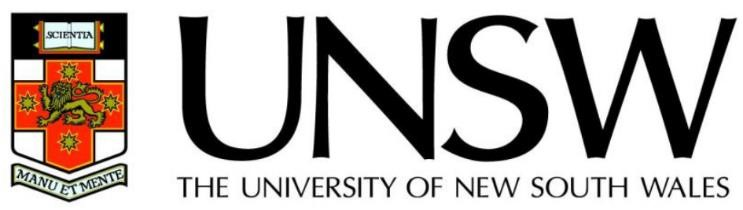 SCIENTIA
MANU ET MENTE
UNSW
THE UNIVERSITY OF NEW SOUTH WALES